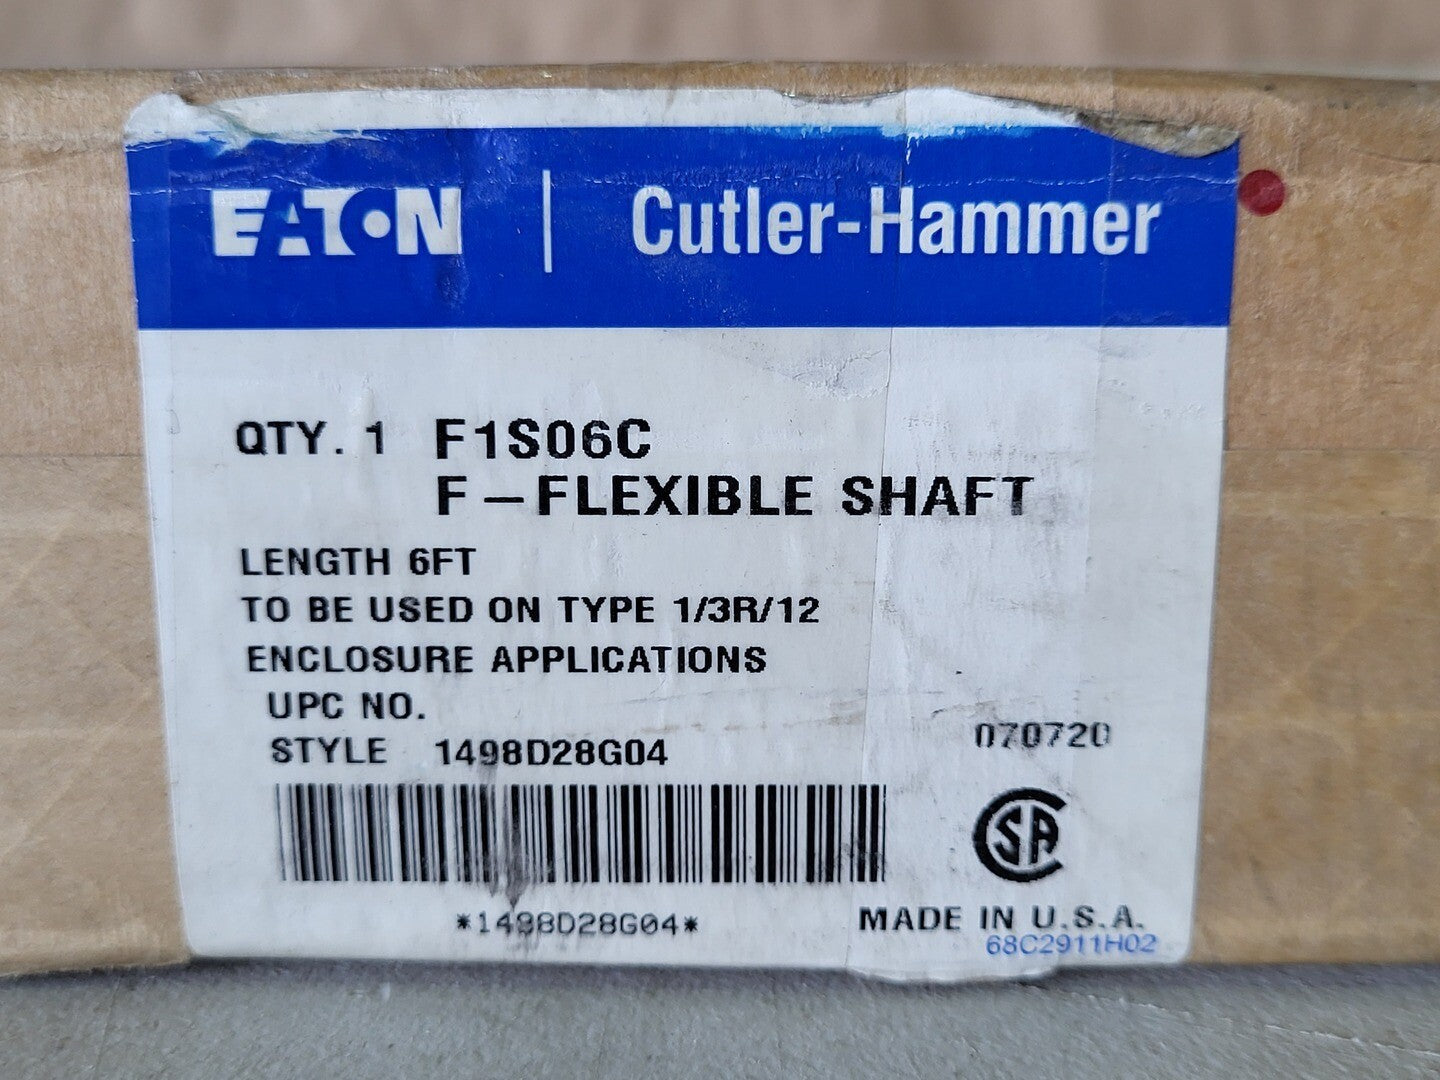 EATON | Cutler-Hammer
QTY. 1 F1S06C
F-FLEXIBLE SHAFT
LENGTH 6FT
TO BE USED ON TYPE 1/3R/12
ENCLOSURE APPLICATIONS
UPC NO.
070720
STYLE 1498D28G04
SA
*1498D28G04*
MADE IN U.S.A.
68C2911H02